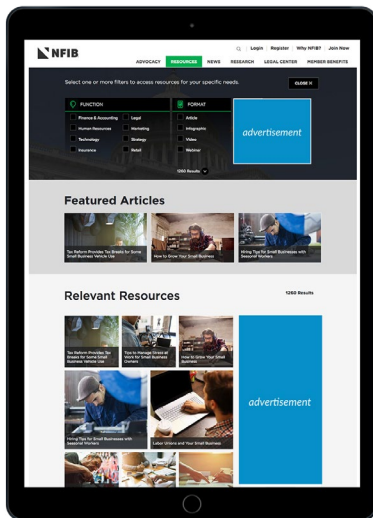 NFIB
Login Register Why NFIB? Join Now
ADVOCACY RESOURCES NEWS RESEARCH LEGAL CENTER MEMBER BENEFITS
Select one or more filters to access resources for your specific needs.
CLOSE X
FUNCTION
FORMAT
Finance & Accounting
Legal
Article
Human Resources
Marketing
Infographic
Technology
Strategy
Video
Insurance
Retail
Webinar
1260 Results
advertisement
Featured Articles
Tax Reform Provides Tax Breaks for Some
Small Business Vehicle Use
How to Grow Your Small Business
Hiring Tips for Small Businesses with
Seasonal Workers
Relevant Resources
1260 Results
Tax Reform Provides Tax
Breaks for Some Small
Business Vehicle Use
Tips to Manage Stress at
Work for Small Business
Owners
How to Grow Your Small
Business
advertisement
Hiring Tips for Small Businesses with
Seasonal Workers
Labor Unions and Your Small Business